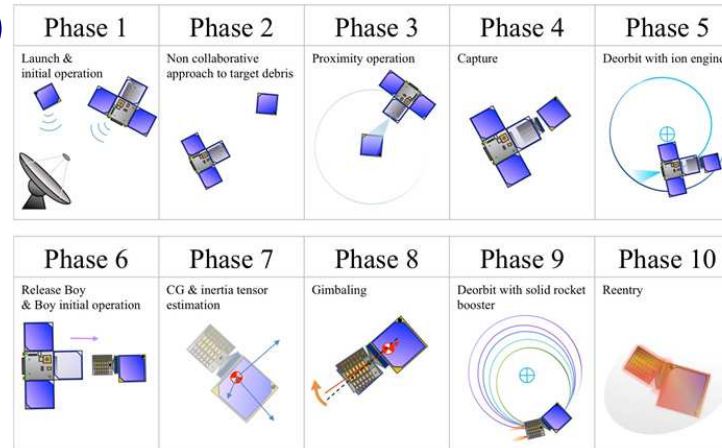 )
Phase 1
Phase 2
Phase 3
Phase 4
Phase 5
Launch &
initial operation
Non collaborative
approach to target debris
Proximity operation
Capture
Deorbit with ion engine
Phase 6
Phase 7
Phase 8
Phase 9
Phase 10
Release Boy
& Boy initial operation
CG & inertia tensor
estimation
Gimbaling
Deorbit with solid rocket
booster
Reentry